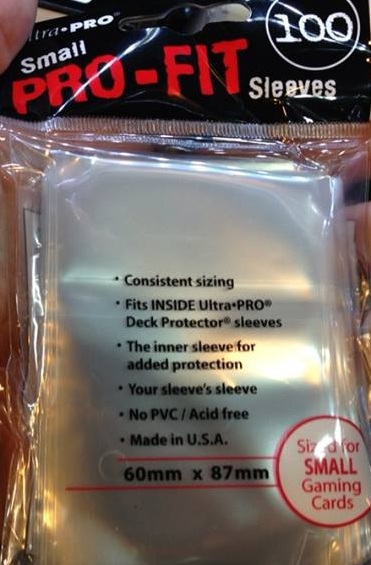 ultra•PRO®
100
Small
PRO-FIT Sleeves
• Consistent sizing
• Fits INSIDE Ultra•PRO®
Deck Protector® sleeves
• The inner sleeve for
added protection
• Your sleeve's sleeve
• No PVC / Acid free
• Made in U.S.A.
60mm x 87mm
Sized for
SMALL
Gaming
Cards